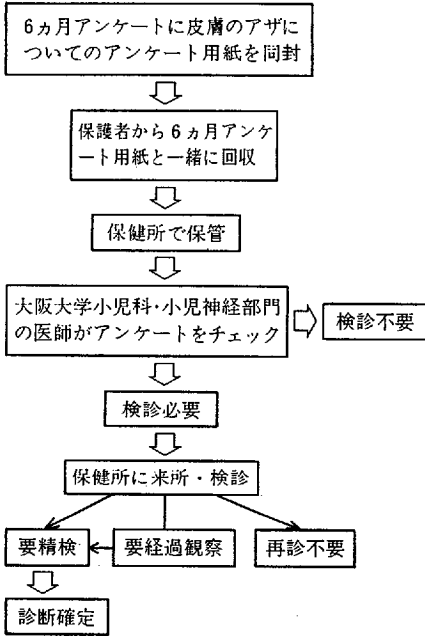 6ヵ月アンケートに皮膚のアザに
ついてのアンケート用紙を同封
保護者から6ヵ月アンケ
ート用紙と一緒に回収
保健所で保管
大阪大学小児科・小児神経部門
の医師がアンケートをチェック
検診不要
検診必要
保健所に来所・検診
要精検
要経過観察
再診不要
診断確定